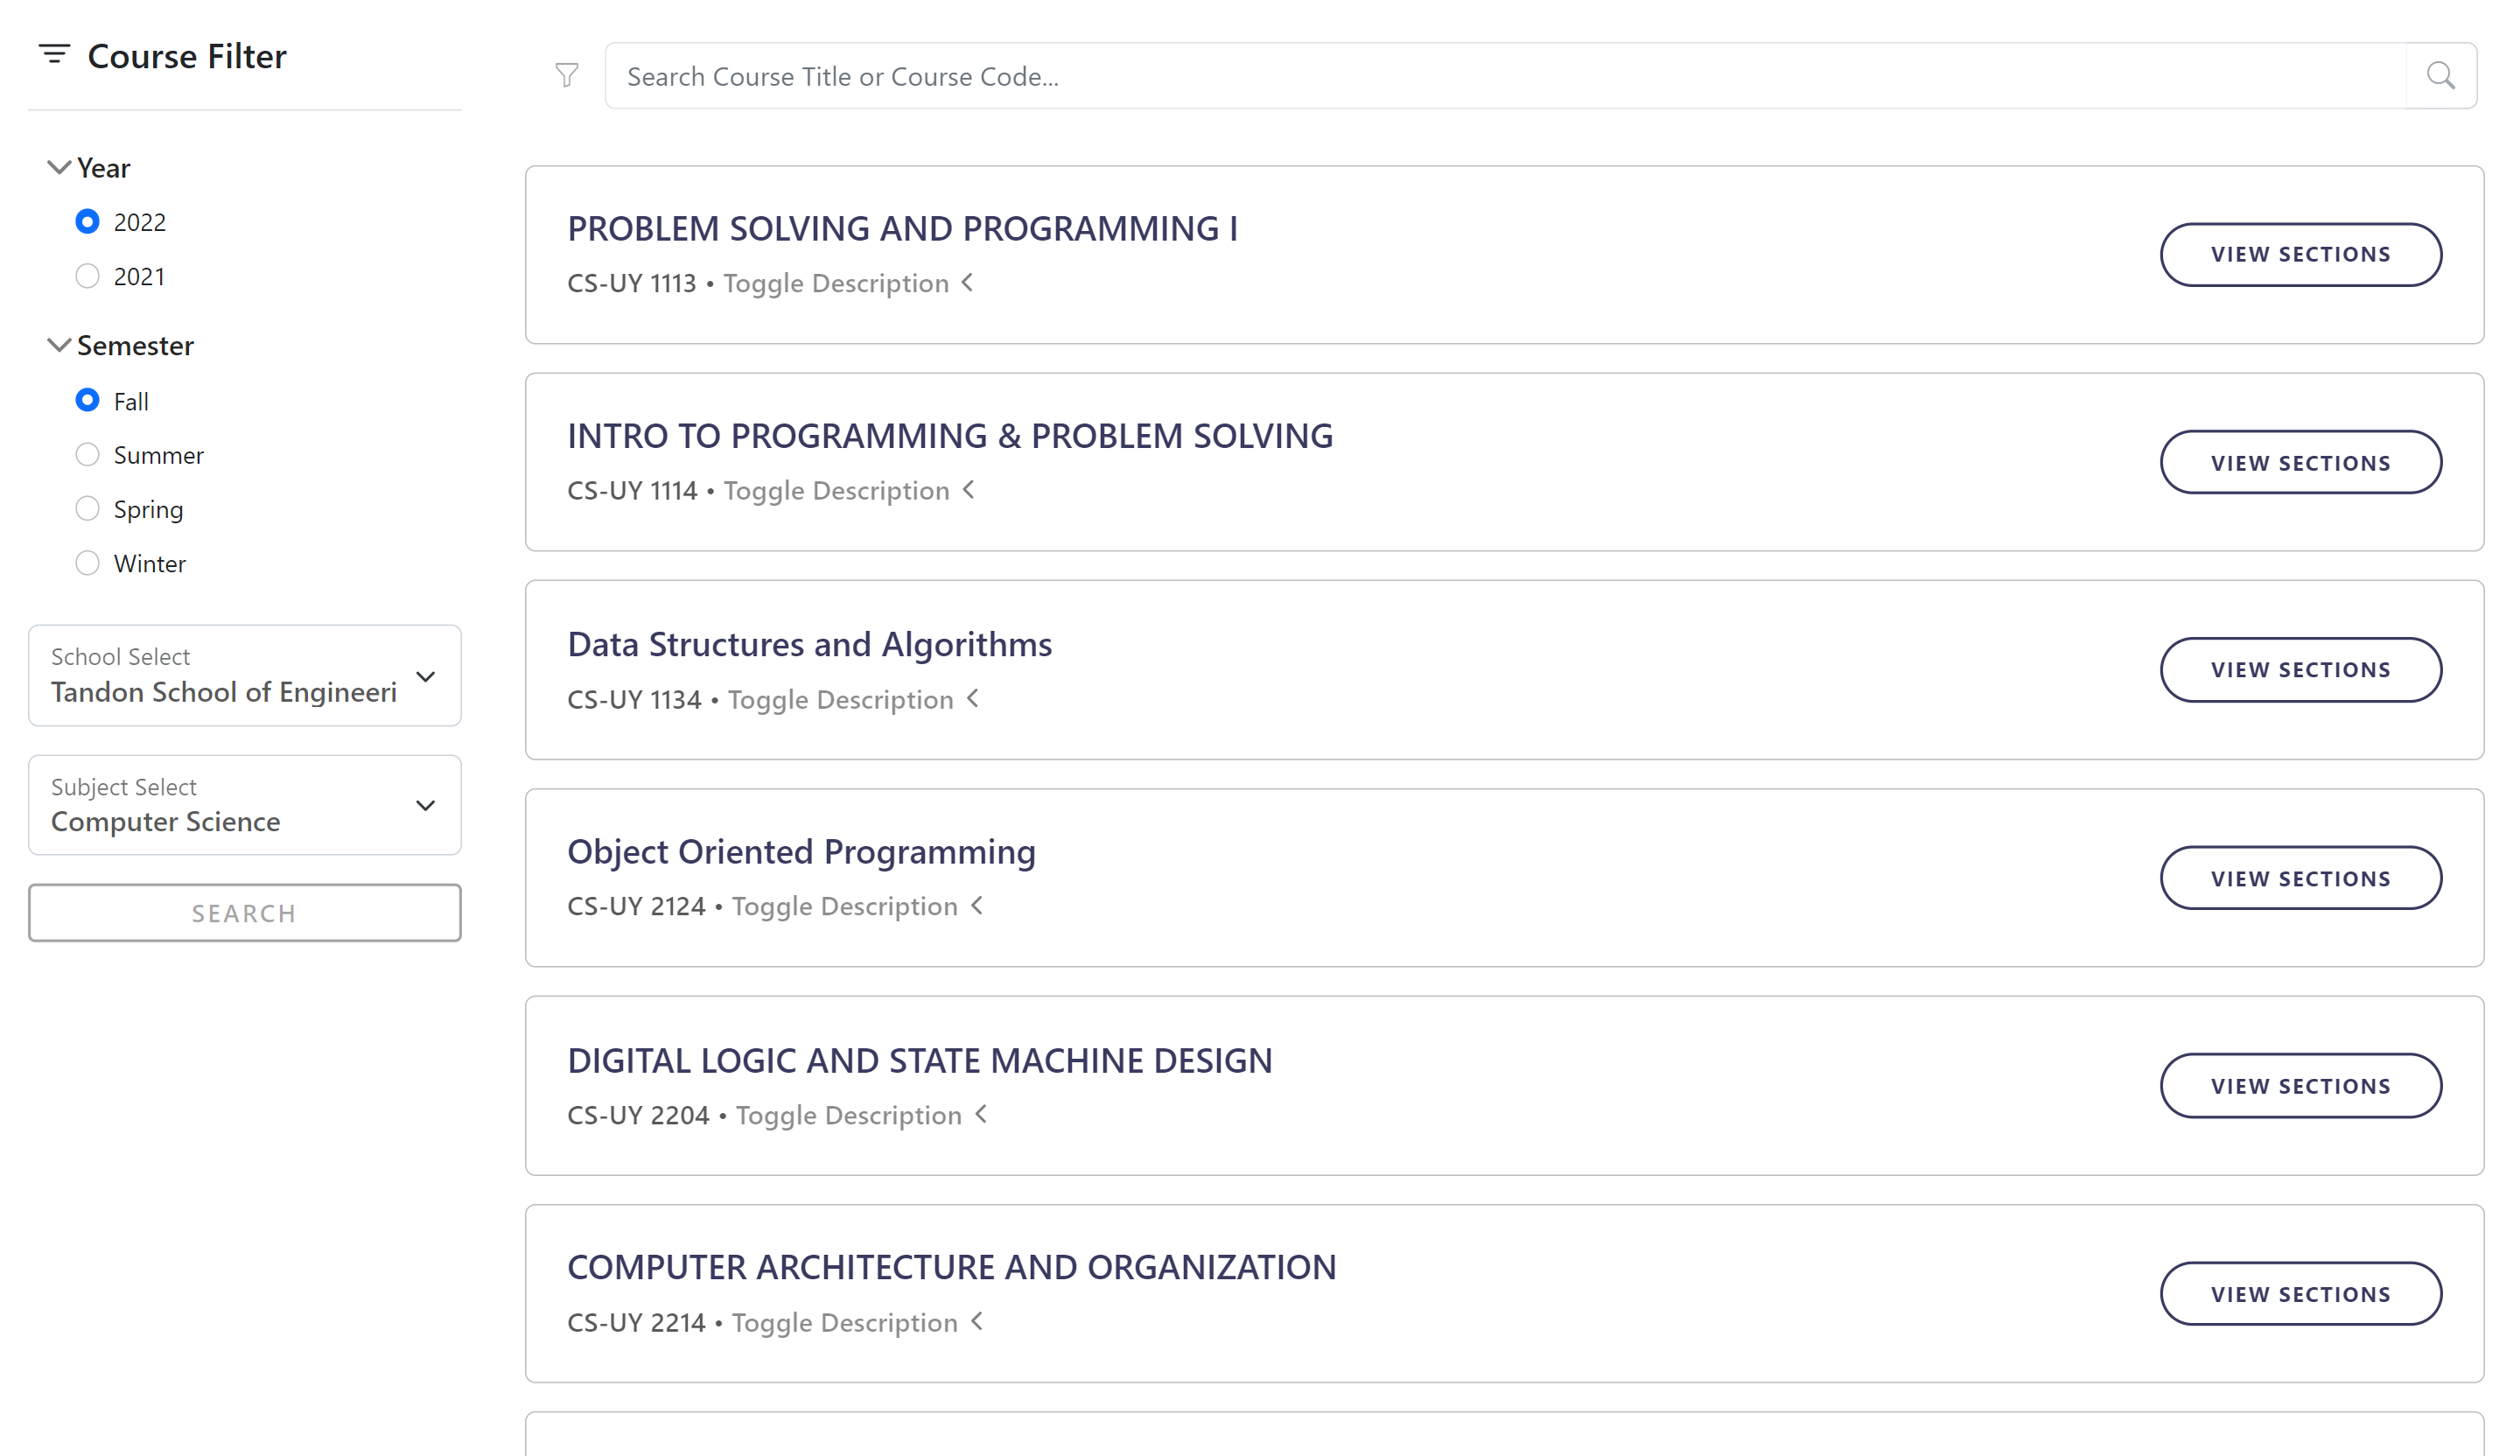 Course Filter
Year
2022
2021
Semester
Fall
Summer
Spring
Winter
School Select
Tandon School of Engineeri
Subject Select
Computer Science
SEARCH
Search Course Title or Course Code...
PROBLEM SOLVING AND PROGRAMMING I
CS-UY 1113 • Toggle Description
VIEW SECTIONS
INTRO TO PROGRAMMING & PROBLEM SOLVING
CS-UY 1114 • Toggle Description
VIEW SECTIONS
Data Structures and Algorithms
CS-UY 1134 • Toggle Description
VIEW SECTIONS
Object Oriented Programming
CS-UY 2124 • Toggle Description
VIEW SECTIONS
DIGITAL LOGIC AND STATE MACHINE DESIGN
CS-UY 2204 • Toggle Description
VIEW SECTIONS
COMPUTER ARCHITECTURE AND ORGANIZATION
CS-UY 2214 • Toggle Description
VIEW SECTIONS